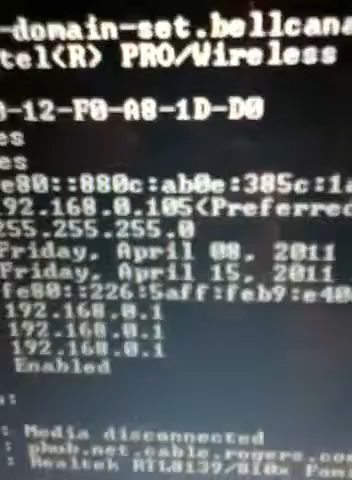 -domain-set.bellcana
tel(R) PRO/Wireless
0-12-F0-A8-1D-D0
es
es
e80::880c:ab0e:385c:1a
92.168.0.105(Preferred
255.255.255.0
Friday, April 08, 2011
Friday, April 15, 2011
fe80::226:5aff:feb9:e40
192.168.0.1
192.168.0.1
192.168.0.1
Enabled
:
: Media disconnected
: phub.net.cable.rogers.co
: Realtek RTL8139/810x Fam